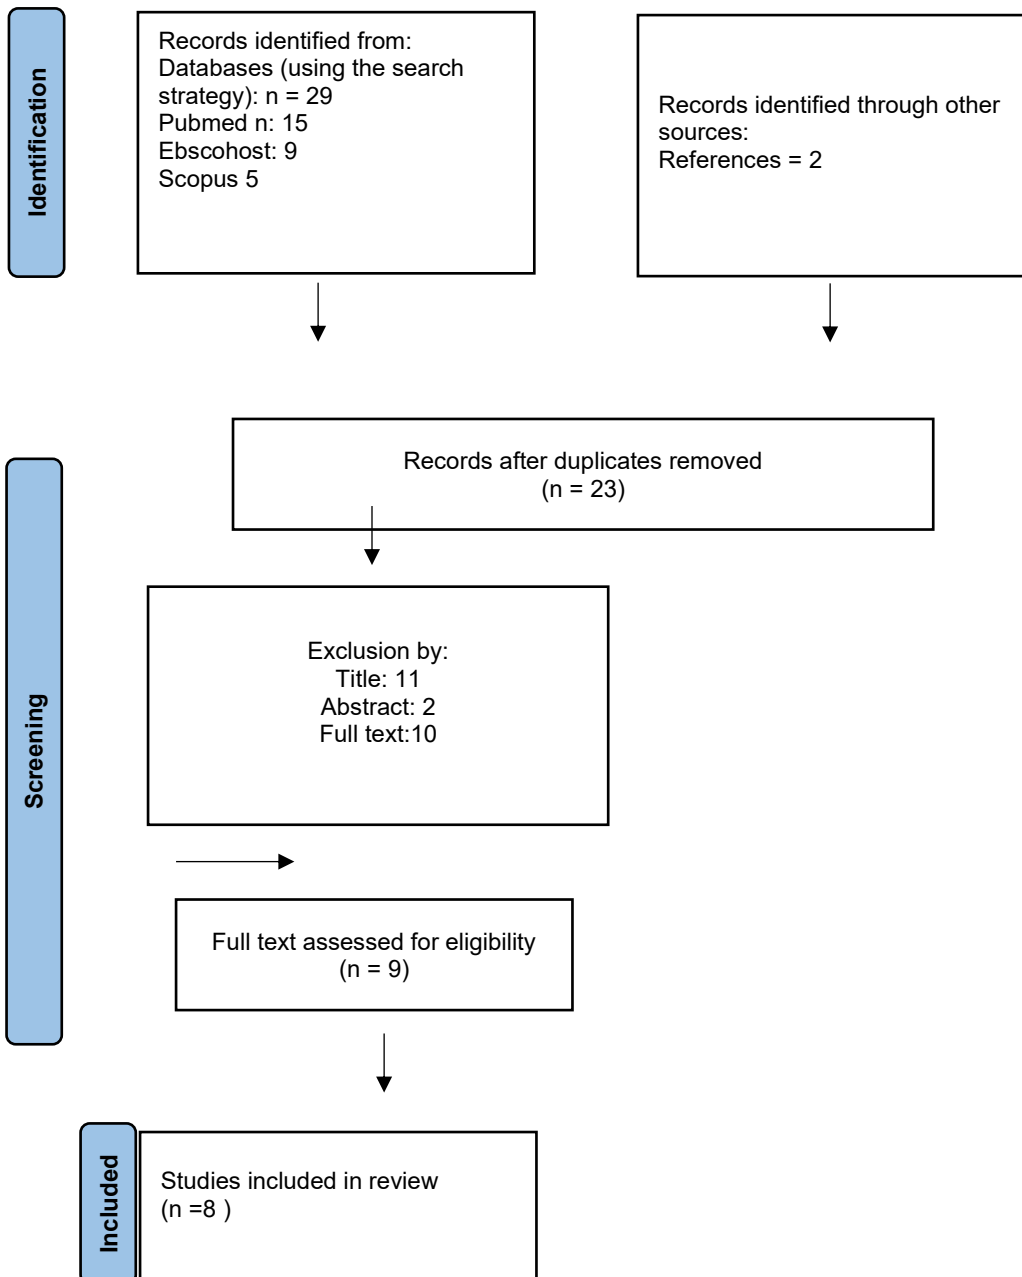 Identification
Records identified from:
Databases (using the search
strategy): n = 29
Pubmed n: 15
Ebscohost: 9
Scopus 5
Records identified through other
sources:
References = 2
Screening
Records after duplicates removed
(n = 23)
Exclusion by:
Title: 11
Abstract: 2
Full text:10
Full text assessed for eligibility
(n = 9)
Included
Studies included in review
(n =8 )